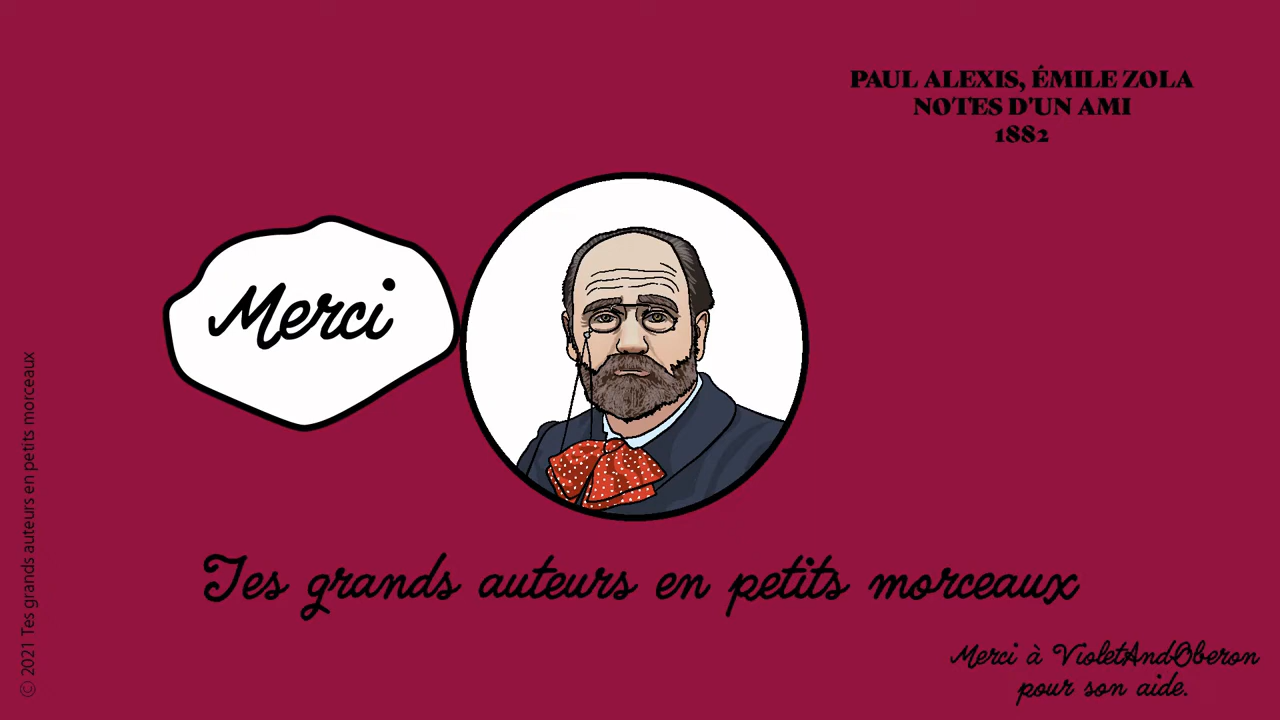 PAUL ALEXIS, ÉMILE ZOLA
NOTES D'UN AMI
1882
Merci
Tes grands auteurs en petits morceaux
Merci à VioletAndOberon
pour son aide.
© 2021 Tes grands auteurs en petits morceaux